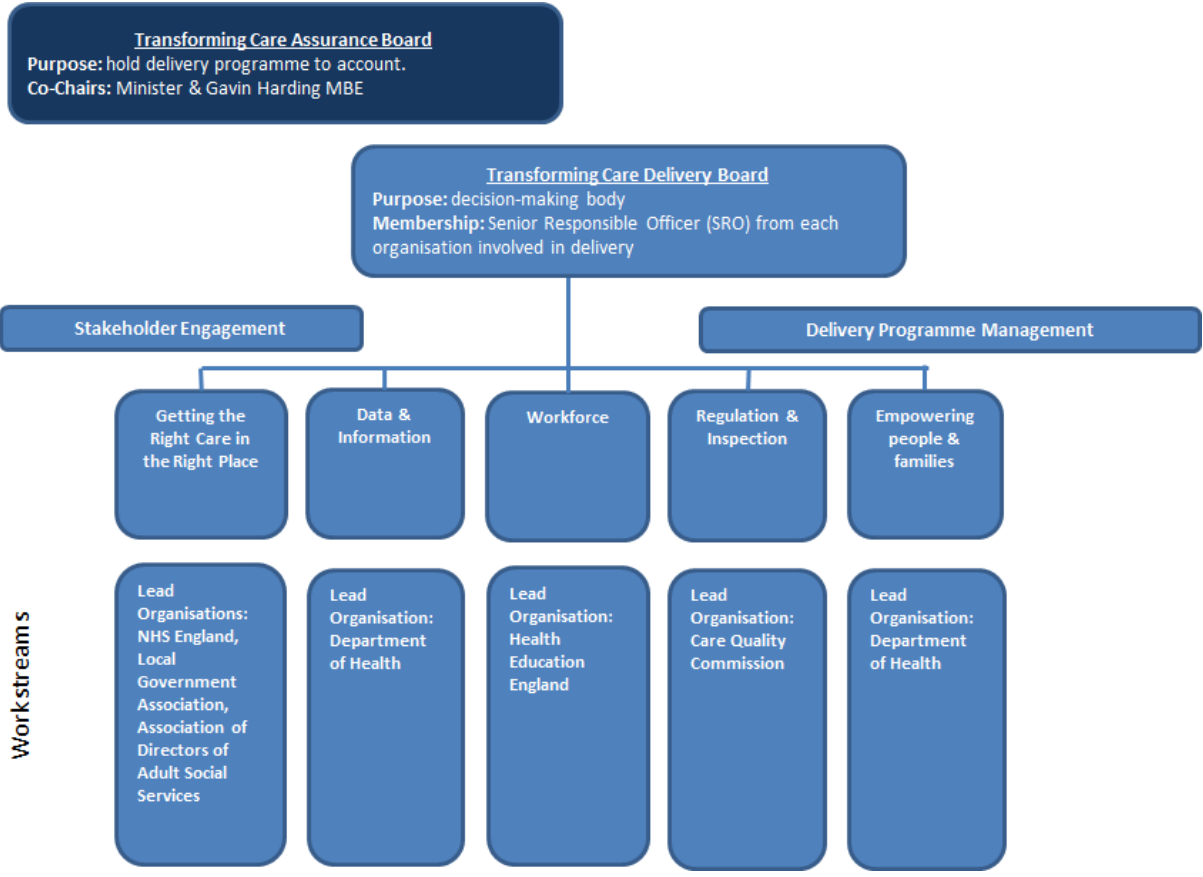 Transforming Care Assurance Board
Purpose: hold delivery programme to account.
Co-Chairs: Minister & Gavin Harding MBE
Transforming Care Delivery Board
Purpose: decision-making body
Membership: Senior Responsible Officer (SRO) from each
organisation involved in delivery
Stakeholder Engagement
Delivery Programme Management
Getting the
Right Care in
the Right Place
Data &
Information
Workforce
Regulation &
Inspection
Empowering
people &
families
Workstreams
Lead
Organisations:
NHS England,
Local
Government
Association,
Association of
Directors of
Adult Social
Services
Lead
Organisation:
Department
of Health
Lead
Organisation:
Health
Education
England
Lead
Organisation:
Care Quality
Commission
Lead
Organisation:
Department
of Health